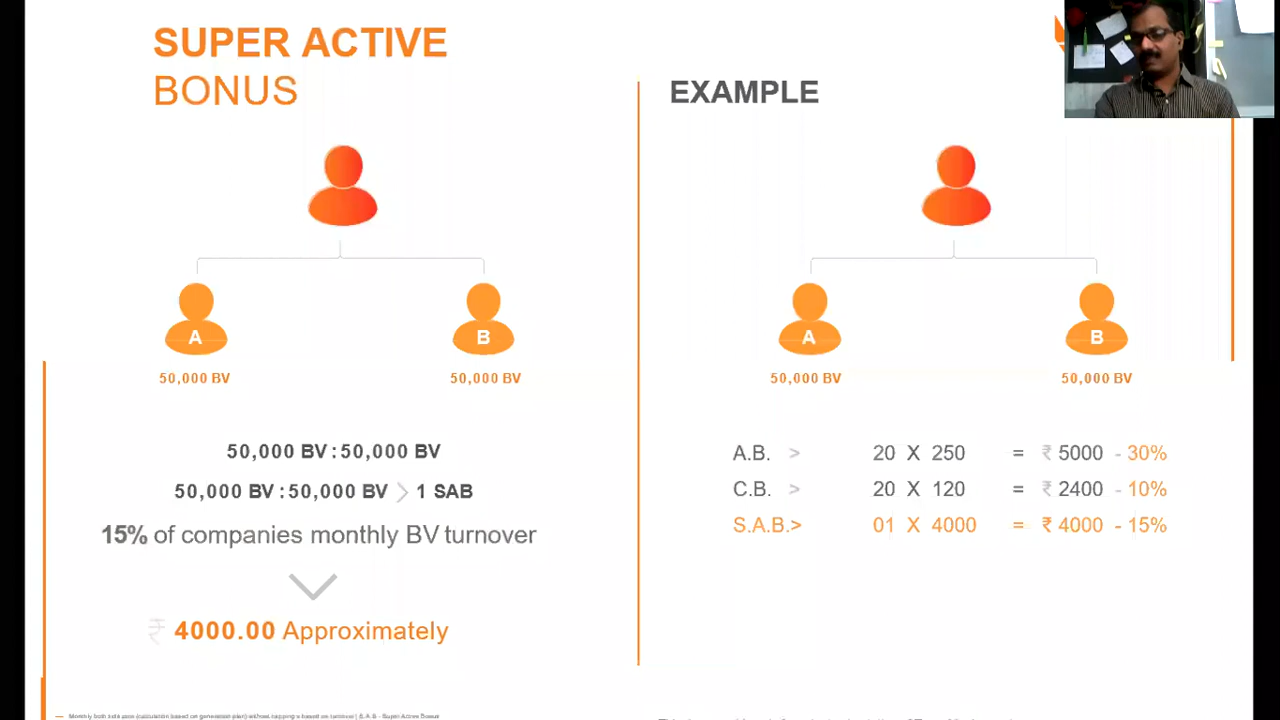 SUPER ACTIVE
BONUS
A
B
50,000 BV
50,000 BV
50,000 BV : 50,000 BV
50,000 BV : 50,000 BV > 1 SAB
15% of companies monthly BV turnover
₹ 4000.00 Approximately
EXAMPLE
A
B
50,000 BV
50,000 BV
A.B. > 20 X 250 = ₹ 5000 - 30%
C.B. > 20 X 120 = ₹ 2400 - 10%
S.A.B.> 01 X 4000 = ₹ 4000 - 15%